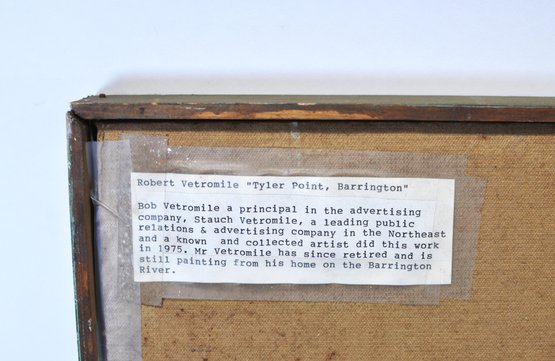 Robert Vetromile "Tyler Point, Barrington"
Bob Vetromile a principal in the advertising
company, Stauch Vetromile, a leading public
relations & advertising company in the Northeast
and a known and collected artist did this work
in 1975. Mr Vetromile has since retired and is
still painting from his home on the Barrington
River.